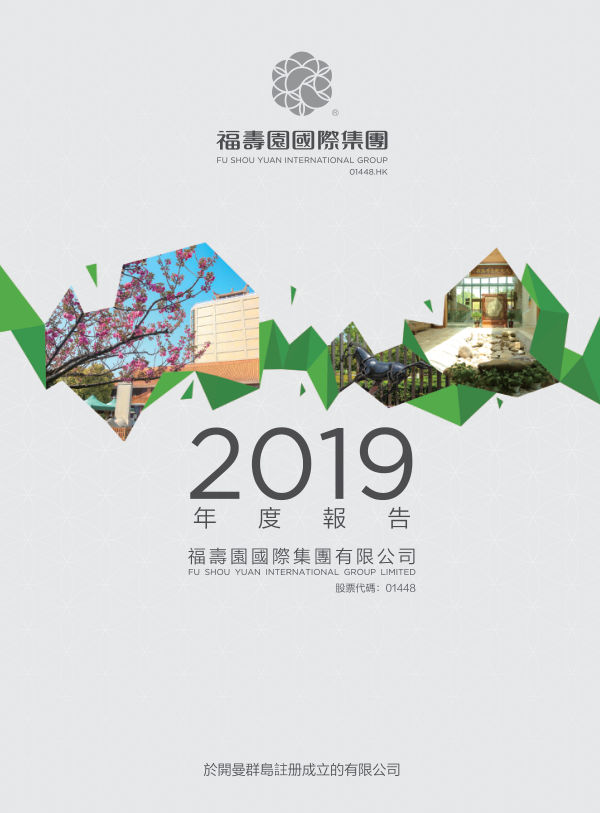 ®
福壽園國際集團
FU SHOU YUAN INTERNATIONAL GROUP
01448.HK
2019
年度報告
福壽園國際集團有限公司
FU SHOU YUAN INTERNATIONAL GROUP LIMITED
股票代碼：01448
於開曼群島註册成立的有限公司